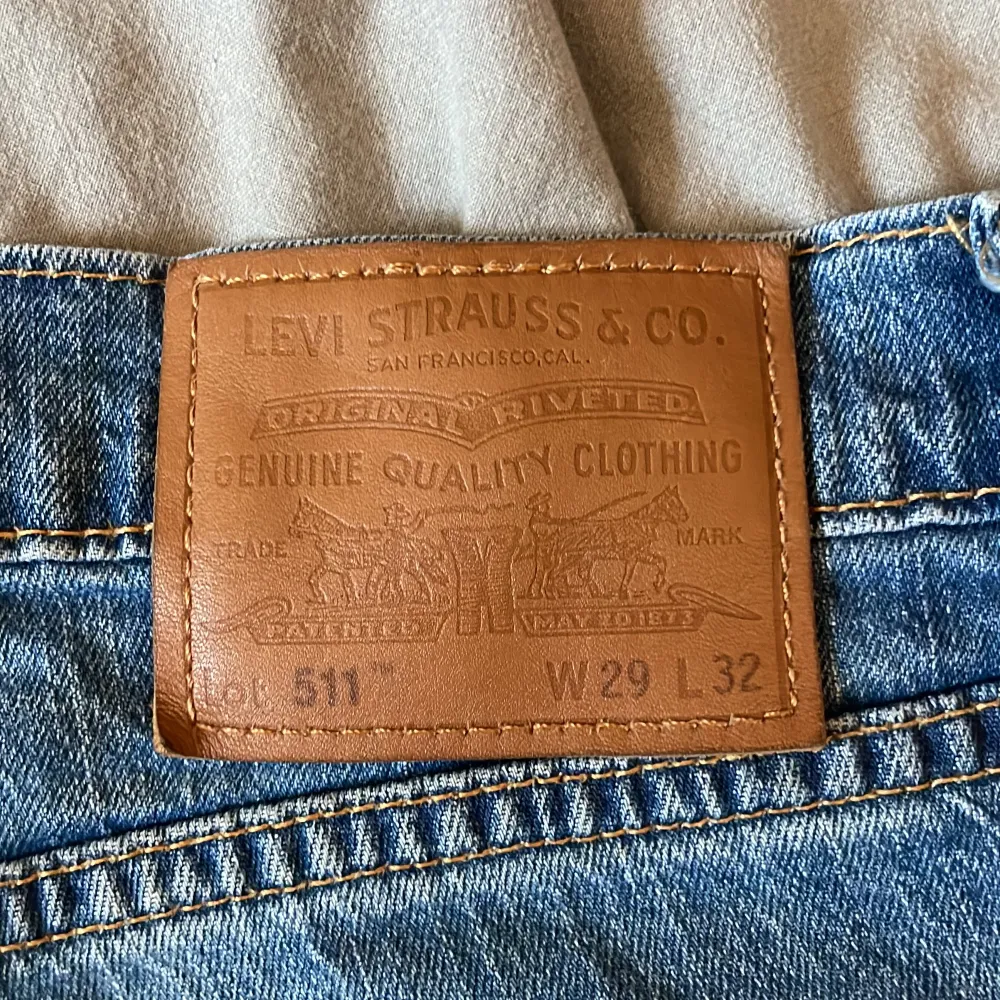 LEVI STRAUSS & CO.
SAN FRANCISCO, CAL.
ORIGINAL RIVETED
GENUINE QUALITY CLOTHING
TRADE MARK
PATENTED MAY 20 1873
Lot 511™ W 29 L 32